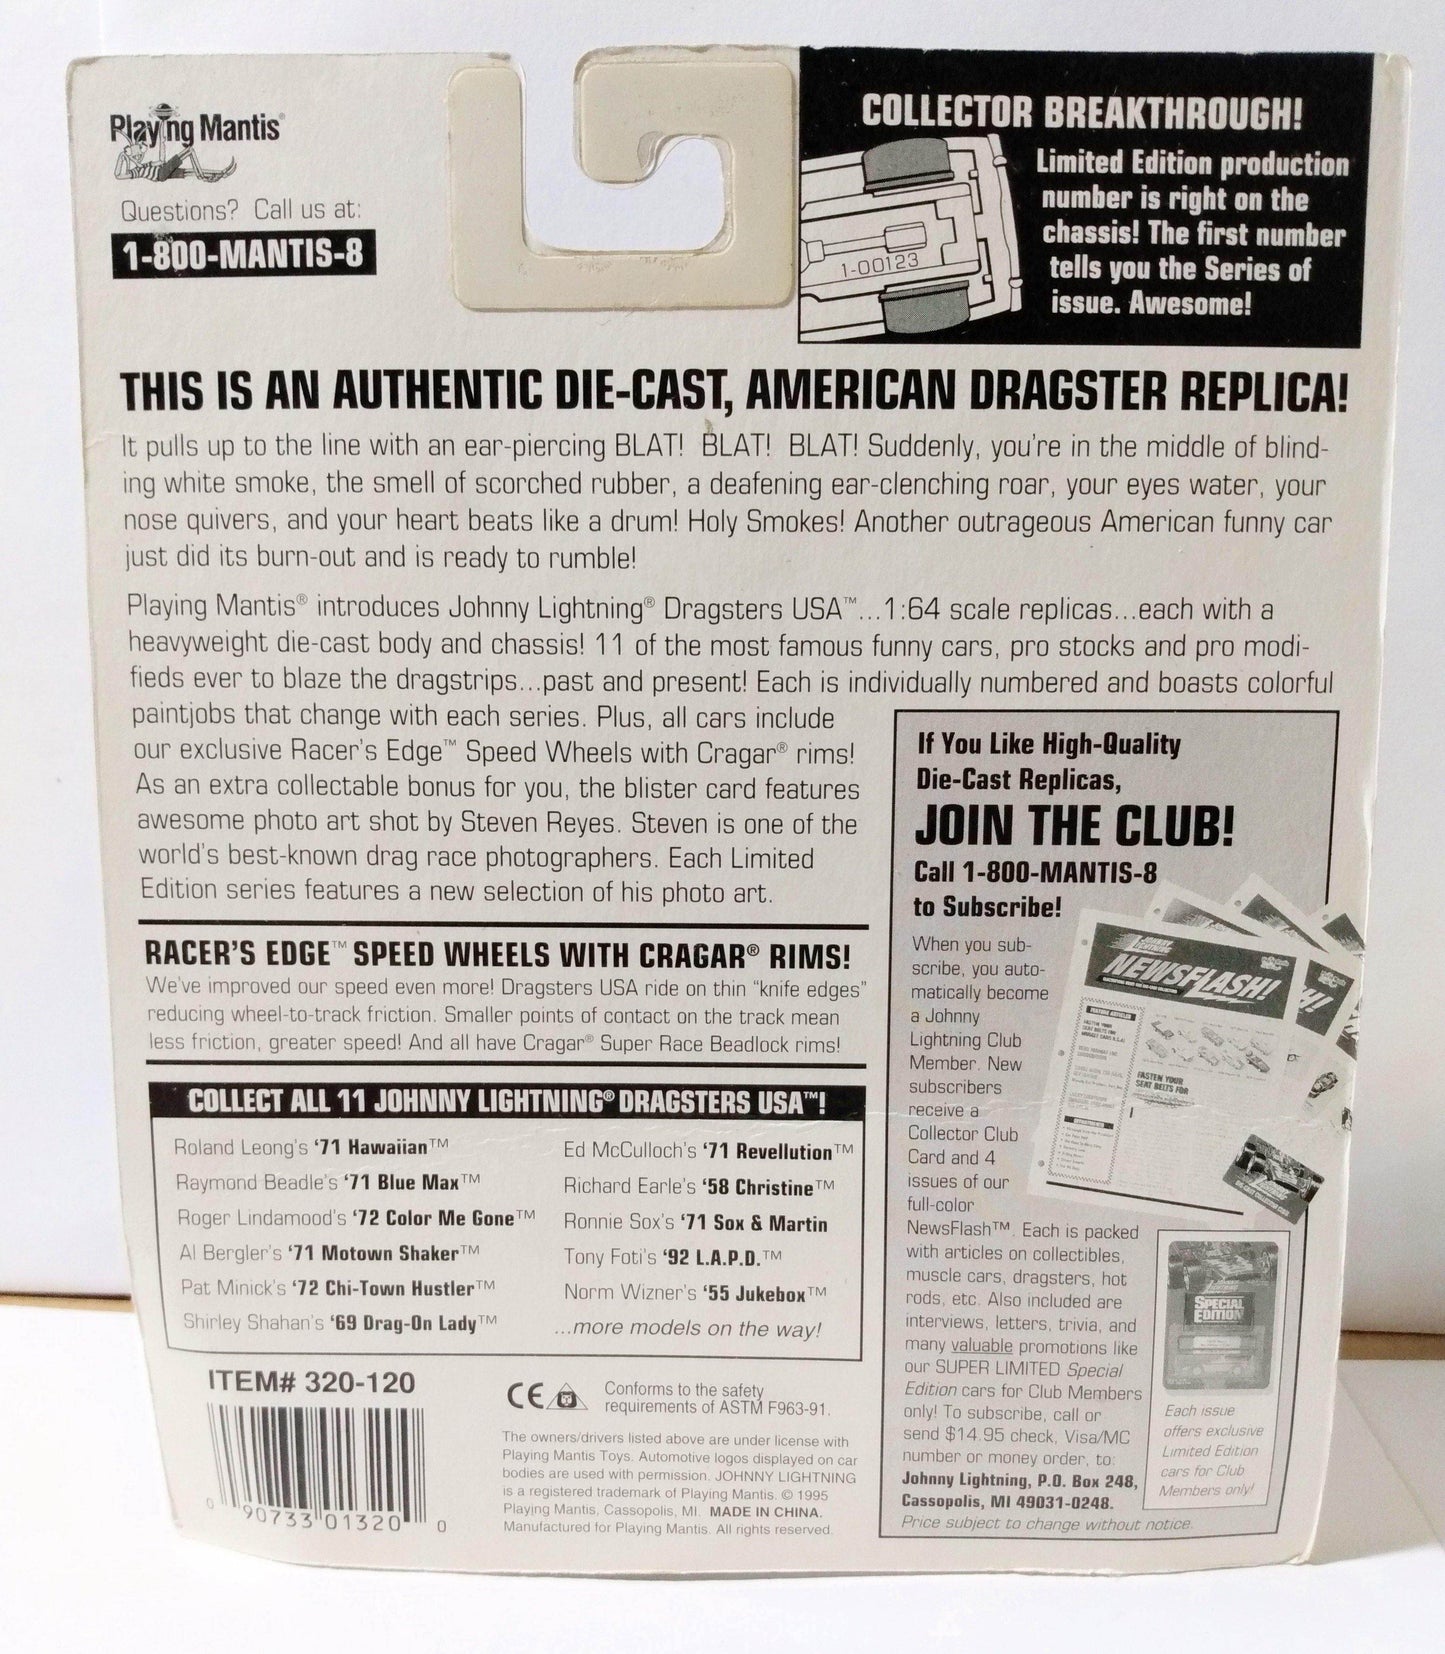 Playing Mantis®
Questions? Call us at:
1-800-MANTIS-8
COLLECTOR BREAKTHROUGH!
Limited Edition production
number is right on the
chassis! The first number
tells you the Series of
issue. Awesome!
1-00123
THIS IS AN AUTHENTIC DIE-CAST, AMERICAN DRAGSTER REPLICA!
It pulls up to the line with an ear-piercing BLAT! BLAT! BLAT! Suddenly, you're in the middle of blind-
ing white smoke, the smell of scorched rubber, a deafening ear-clenching roar, your eyes water, your
nose quivers, and your heart beats like a drum! Holy Smokes! Another outrageous American funny car
just did its burn-out and is ready to rumble!
Playing Mantis® introduces Johnny Lightning® Dragsters USA™...1:64 scale replicas...each with a
heavyweight die-cast body and chassis! 11 of the most famous funny cars, pro stocks and pro modi-
fieds ever to blaze the dragstrips...past and present! Each is individually numbered and boasts colorful
paintjobs that change with each series. Plus, all cars include
our exclusive Racer's Edge™ Speed Wheels with Cragar® rims!
As an extra collectable bonus for you, the blister card features
awesome photo art shot by Steven Reyes. Steven is one of the
world's best-known drag race photographers. Each Limited
Edition series features a new selection of his photo art.
RACER'S EDGE™ SPEED WHEELS WITH CRAGAR® RIMS!
We've improved our speed even more! Dragsters USA ride on thin "knife edges"
reducing wheel-to-track friction. Smaller points of contact on the track mean
less friction, greater speed! And all have Cragar® Super Race Beadlock rims!
COLLECT ALL 11 JOHNNY LIGHTNING® DRAGSTERS USA™!
Roland Leong's '71 Hawaiian™
Raymond Beadle's '71 Blue Max™
Roger Lindamood's '72 Color Me Gone™
Al Bergler's '71 Motown Shaker™
Pat Minick's '72 Chi-Town Hustler™
Shirley Shahan's '69 Drag-On Lady™
Ed McCulloch's '71 Revellution™
Richard Earle's '58 Christine™
Ronnie Sox's '71 Sox & Martin
Tony Foti's '92 L.A.P.D.™
Norm Wizner's '55 Jukebox™
...more models on the way!
ITEM# 320-120
0 90733 01320 0
CE
Conforms to the safety
requirements of ASTM F963-91.
The owners/drivers listed above are under license with
Playing Mantis Toys. Automotive logos displayed on car
bodies are used with permission. JOHNNY LIGHTNING
is a registered trademark of Playing Mantis. © 1995
Playing Mantis, Cassopolis, MI. MADE IN CHINA.
Manufactured for Playing Mantis. All rights reserved.
If You Like High-Quality
Die-Cast Replicas,
JOIN THE CLUB!
Call 1-800-MANTIS-8
to Subscribe!
When you sub-
scribe, you auto-
matically become
a Johnny
Lightning Club
Member. New
subscribers
receive a
Collector Club
Card and 4
issues of our
full-color
NewsFlash™. Each is packed
with articles on collectibles,
muscle cars, dragsters, hot
rods, etc. Also included are
interviews, letters, trivia, and
many valuable promotions like
our SUPER LIMITED Special
Edition cars for Club Members
only! To subscribe, call or
send $14.95 check, Visa/MC
number or money order, to:
Johnny Lightning, P.O. Box 248,
Cassopolis, MI 49031-0248.
Price subject to change without notice.
NEWSFLASH!
FASTEN YOUR
SEAT BELTS FOR
SPECIAL
EDITION
Each issue
offers exclusive
Limited Edition
cars for Club
Members only!